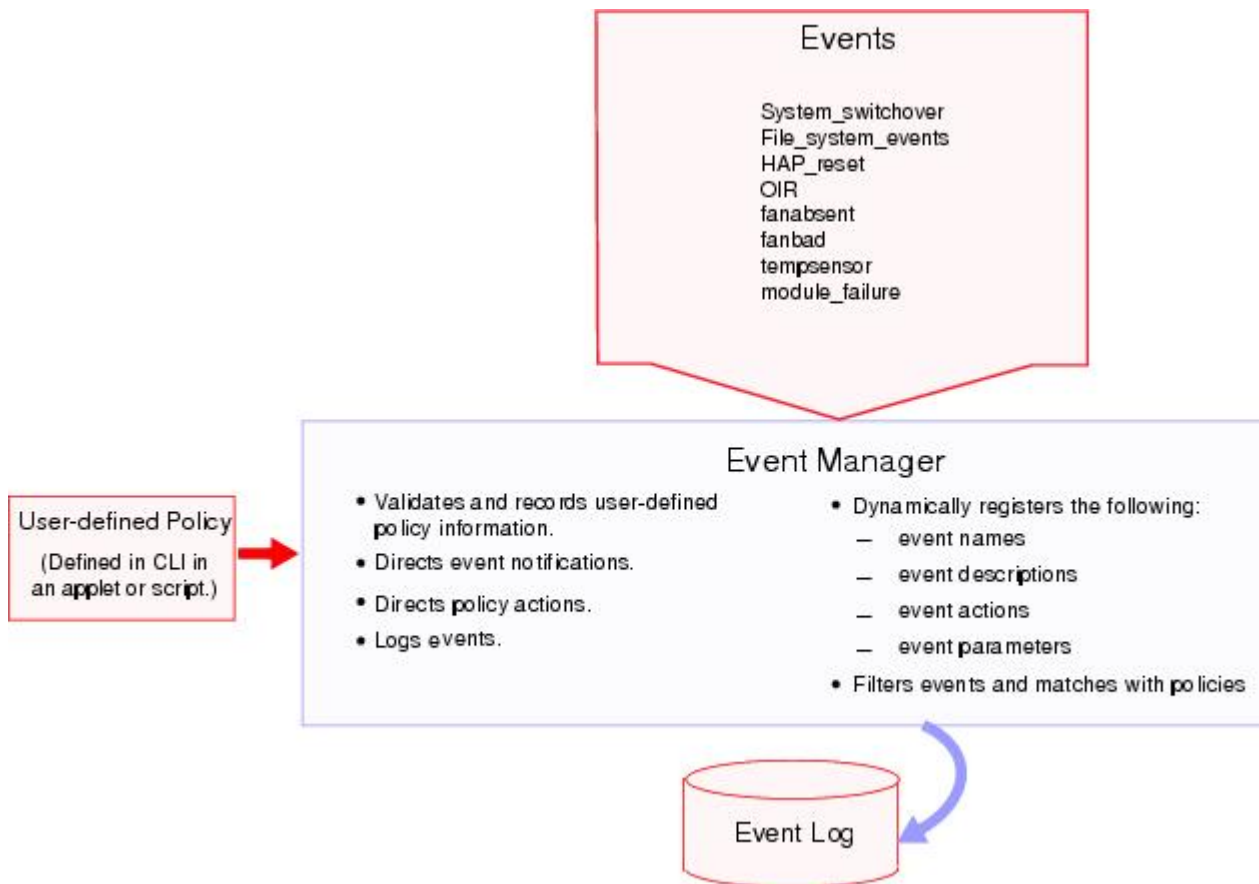 Events
System_switchover
File_system_events
HAP_reset
OIR
fanabsent
fanbad
tempsensor
module_failure
Event Manager
User-defined Policy
(Defined in CLI in
an applet or script.)
• Validates and records user-defined
policy information.
• Directs event notifications.
• Directs policy actions.
• Logs events.
• Dynamically registers the following:
– event names
– event descriptions
– event actions
– event parameters
• Filters events and matches with policies
Event Log